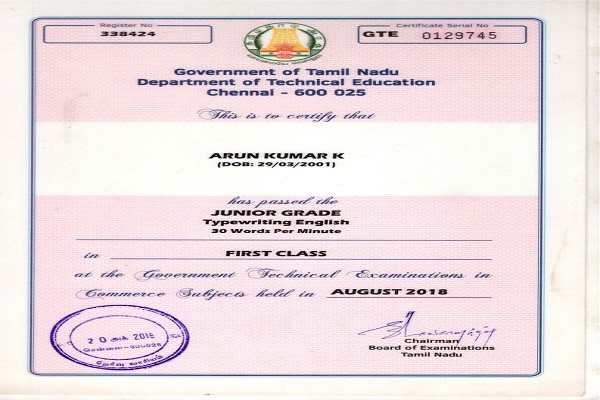 Register No
338424
Certificate Serial No
GTE 0129745
Government of Tamil Nadu
Department of Technical Education
Chennai - 600 025
This is to certify that
ARUN KUMAR K
(DOB: 29/03/2001)
has passed the
JUNIOR GRADE
Typewriting English
30 Words Per Minute
in FIRST CLASS
at the Government Technical Examinations in
Commerce Subjects held in AUGUST 2018
20 2018
Chairman
Board of Examinations
Tamil Nadu